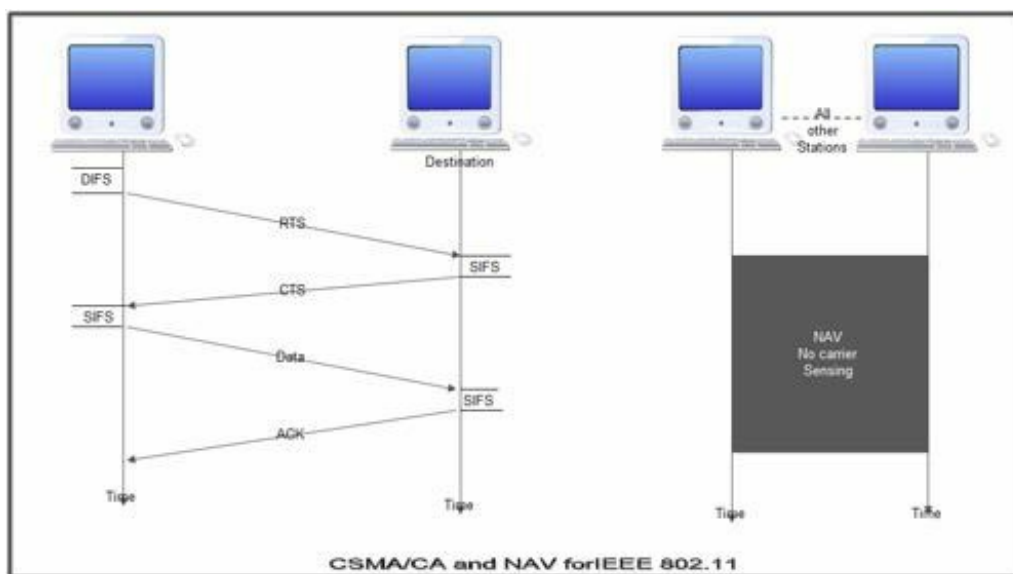 All
other
Stations
Destination
DIFS
RTS
SIFS
CTS
SIFS
Data
SIFS
ACK
NAV
No carrier
Sensing
Time
Time
Time
Time
CSMA/CA and NAV forIEEE 802.11